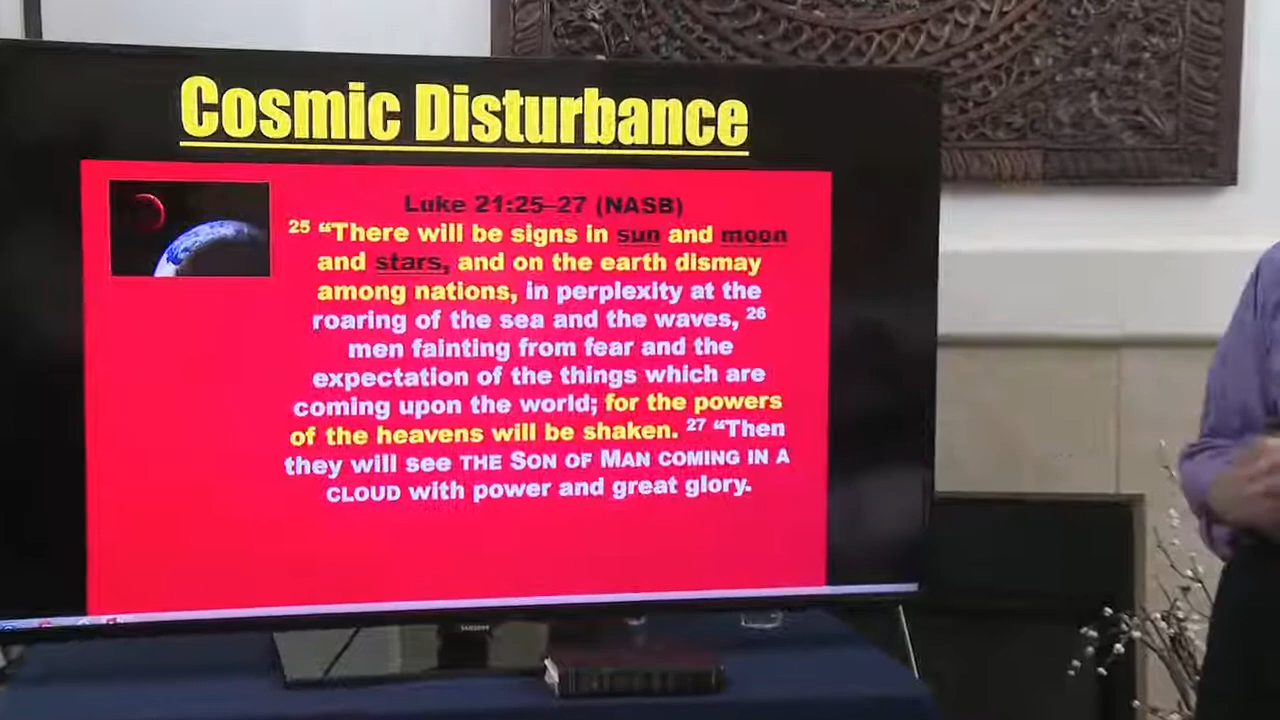 Cosmic Disturbance
Luke 21:25–27 (NASB)
25 “There will be signs in sun and moon
and stars, and on the earth dismay
among nations, in perplexity at the
roaring of the sea and the waves, 26
men fainting from fear and the
expectation of the things which are
coming upon the world; for the powers
of the heavens will be shaken. 27 “Then
they will see THE SON OF MAN COMING IN A
CLOUD with power and great glory.
SAMSUNG